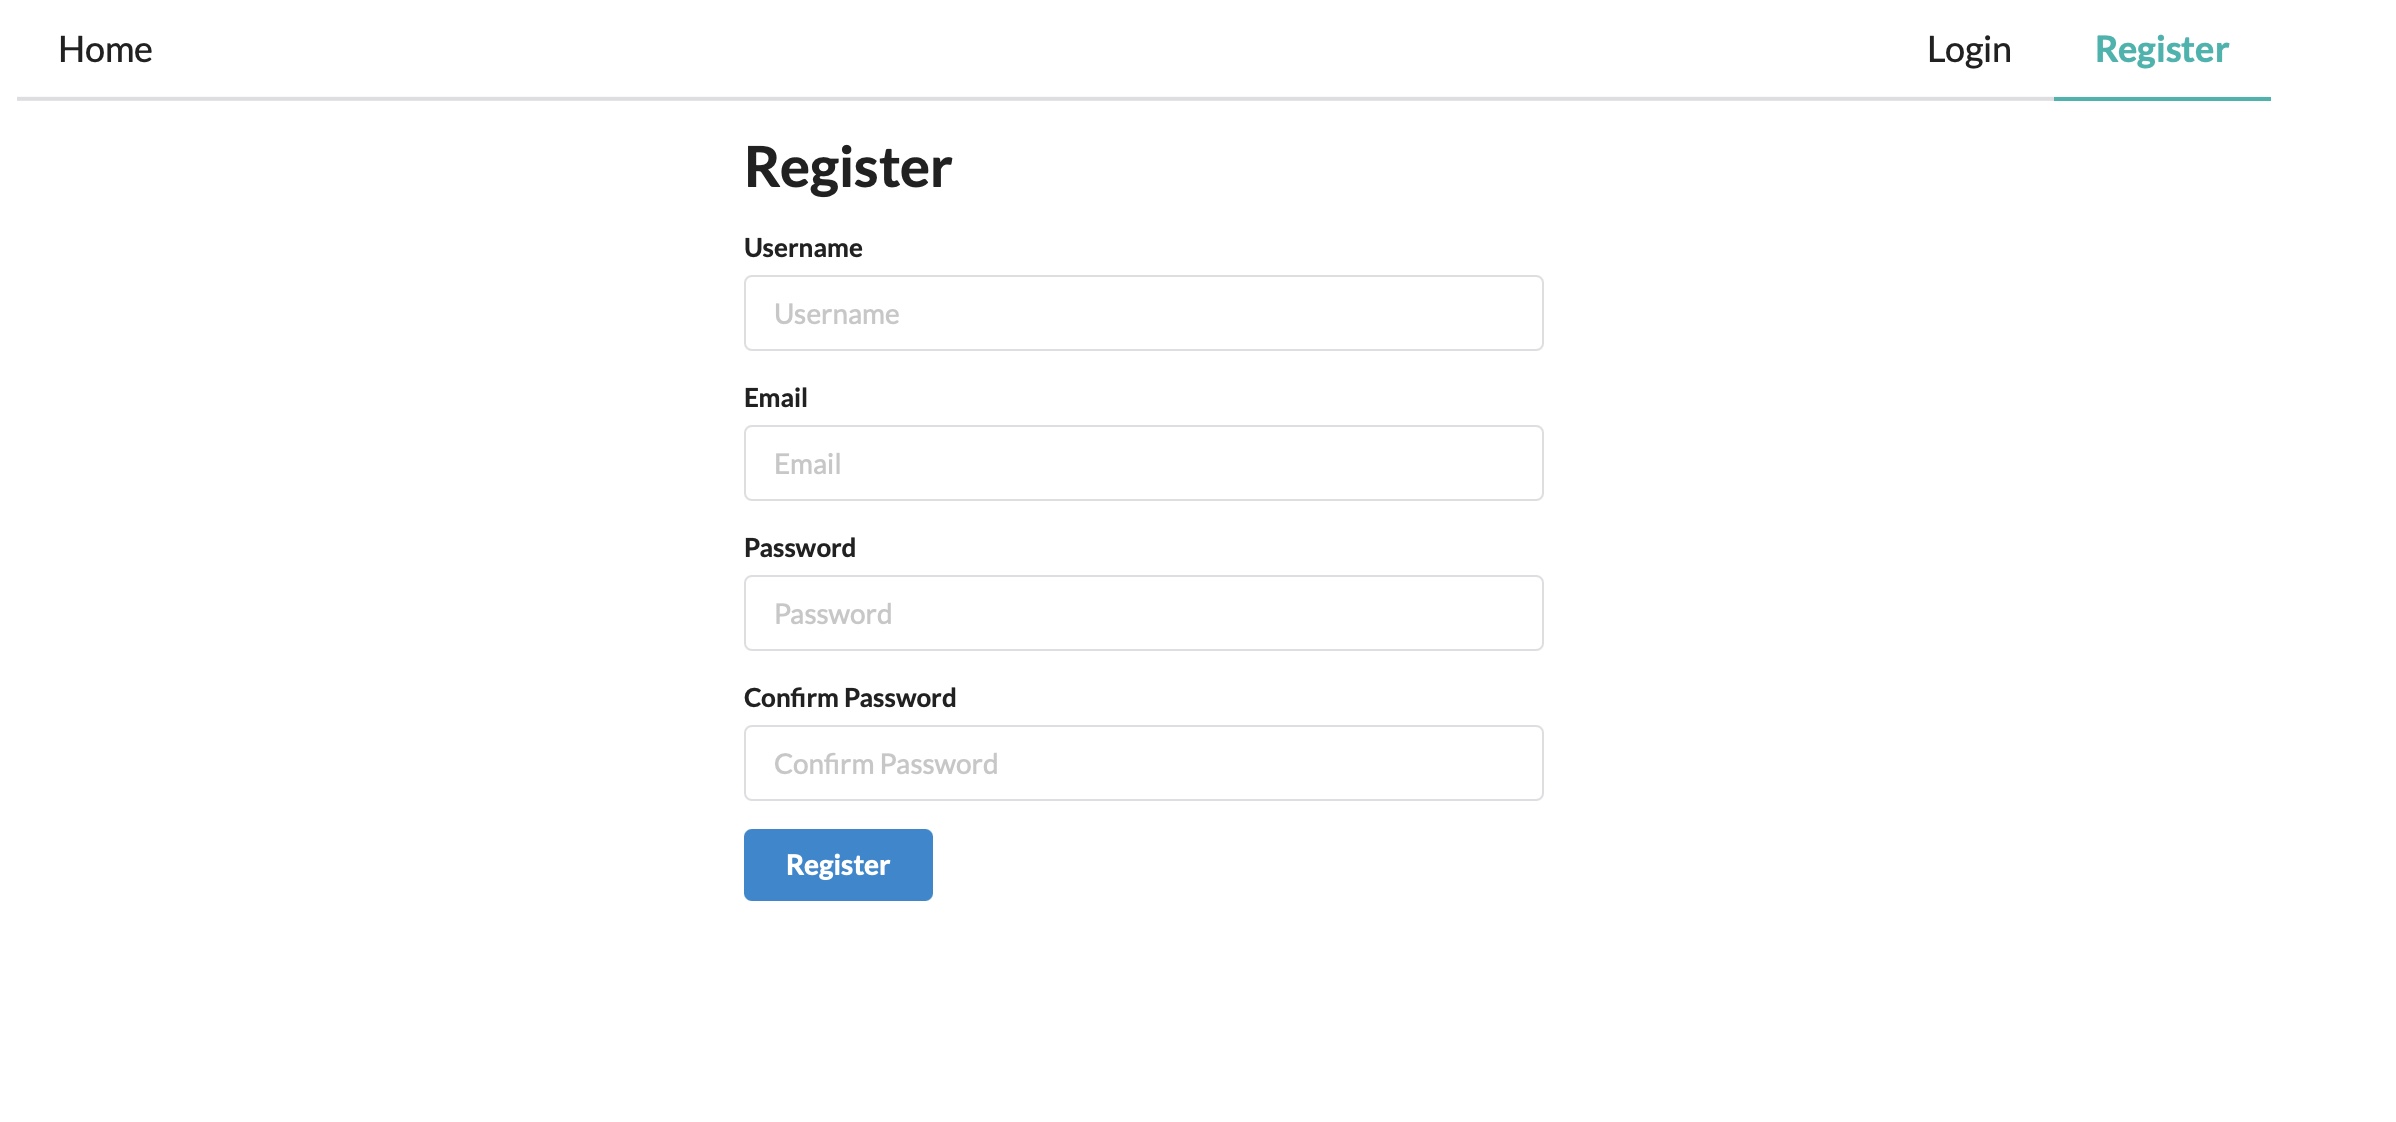 Home Login Register
Register
Username
Username
Email
Email
Password
Password
Confirm Password
Confirm Password
Register